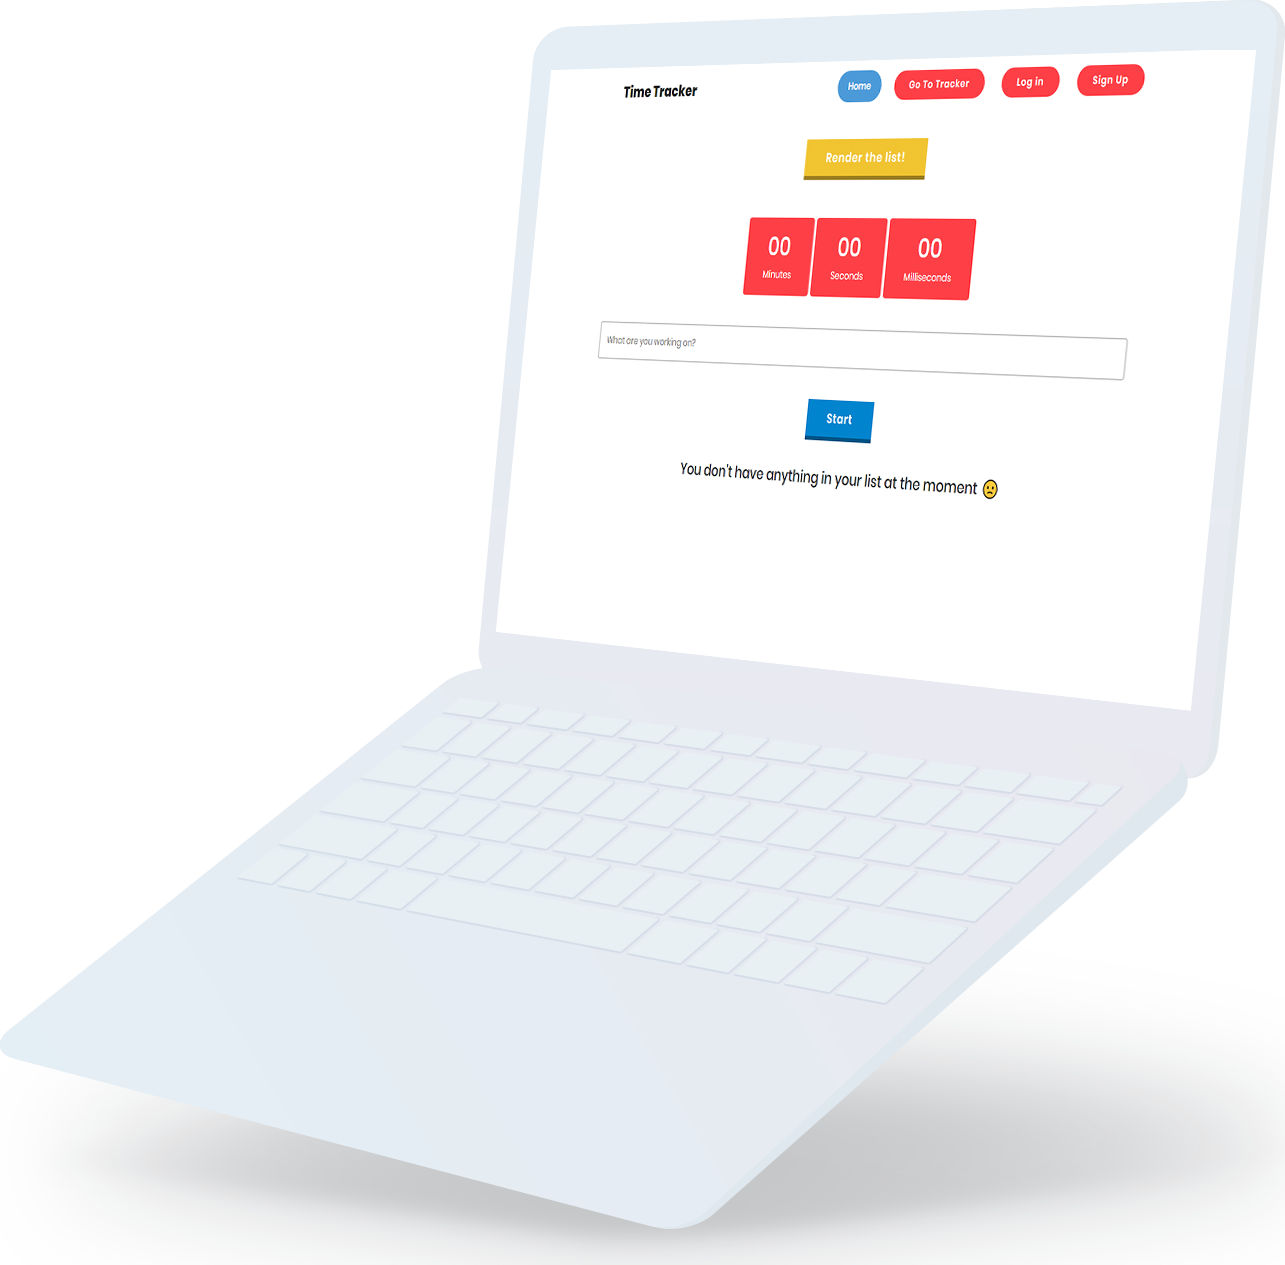 Time Tracker
Home
Go To Tracker
Log in
Sign Up
Render the list!
00
Minutes
00
Seconds
00
Milliseconds
What are you working on?
Start
You don't have anything in your list at the moment 🙁